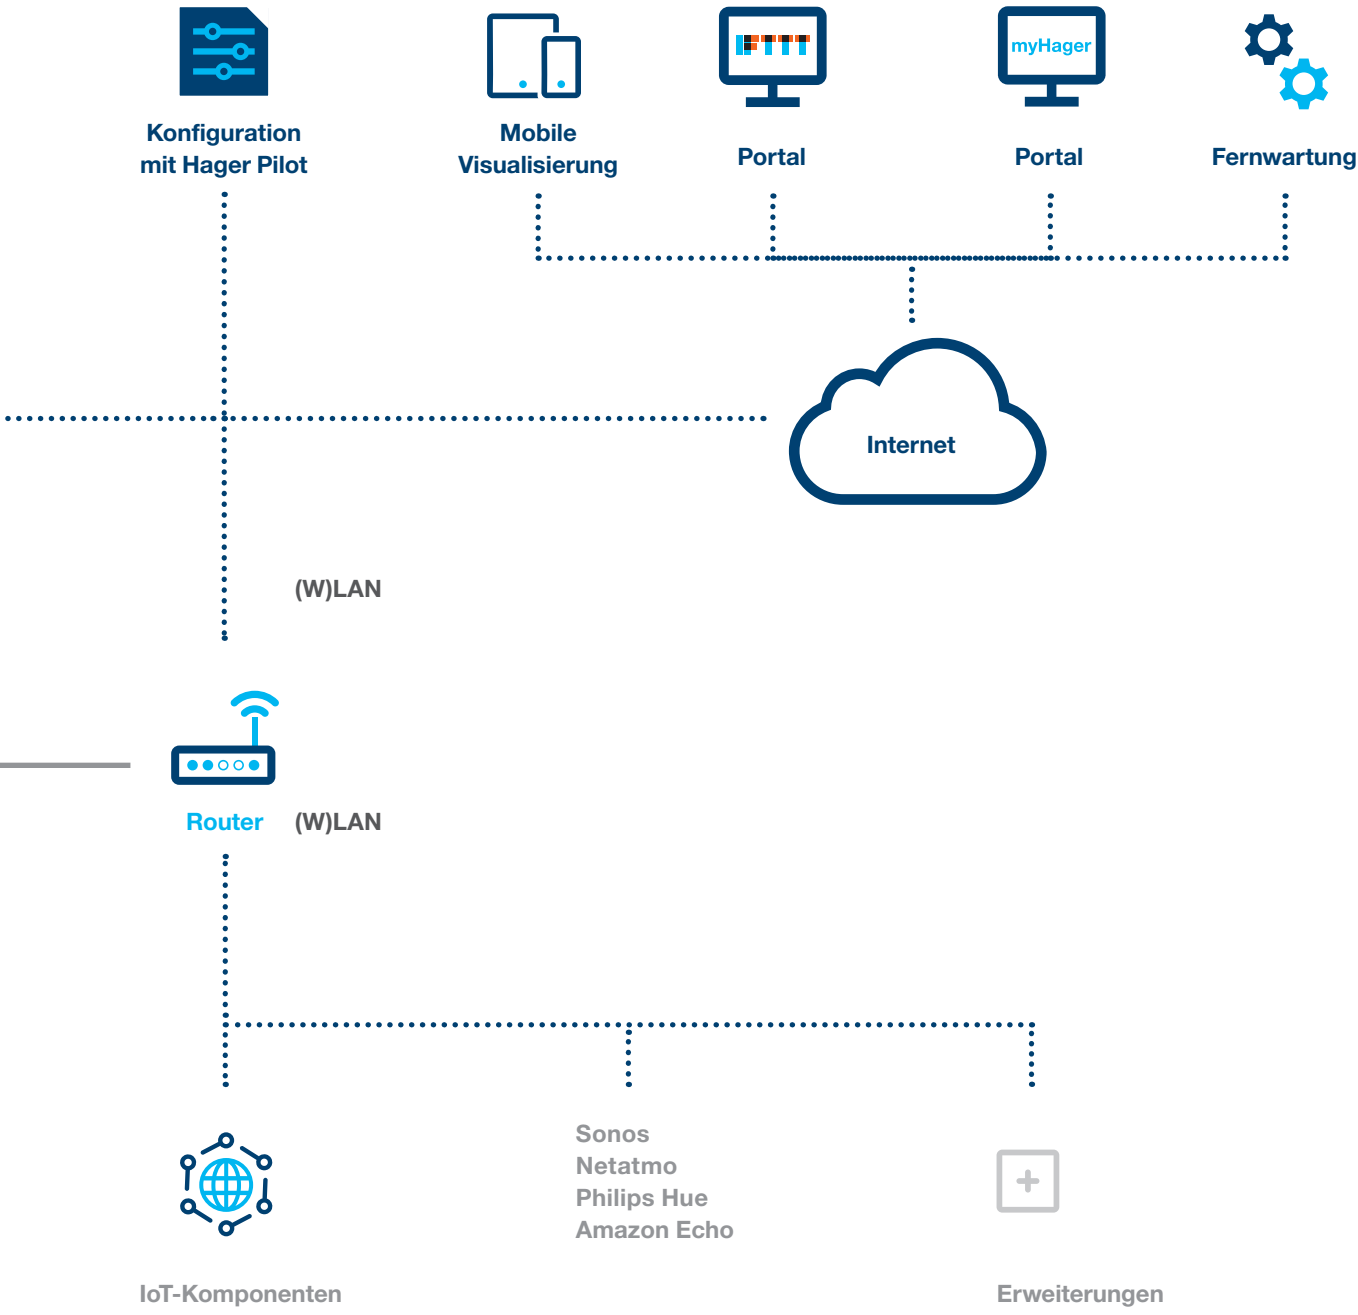 IFTTT
myHager
Konfiguration
mit Hager Pilot
Mobile
Visualisierung
Portal
Portal
Fernwartung
Internet
(W)LAN
Router
(W)LAN
Sonos
Netatmo
Philips Hue
Amazon Echo
IoT-Komponenten
Erweiterungen